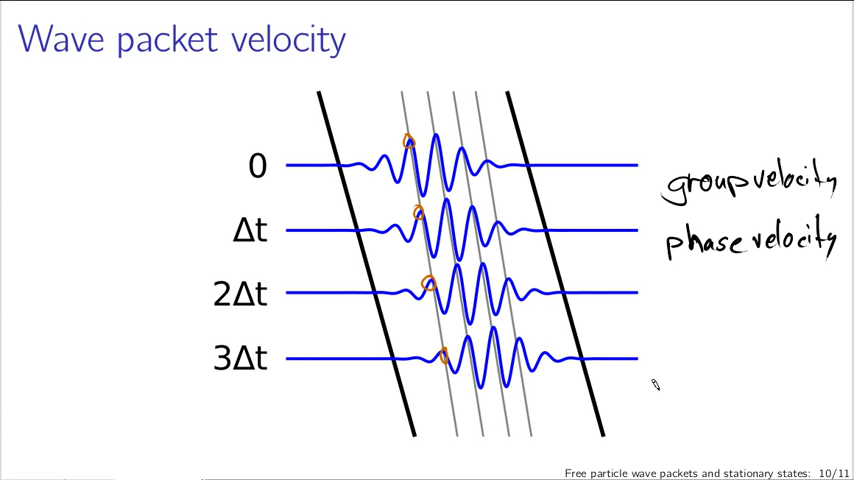 Wave packet velocity
0
Δt
2Δt
3Δt
group velocity
phase velocity
Free particle wave packets and stationary states: 10/11